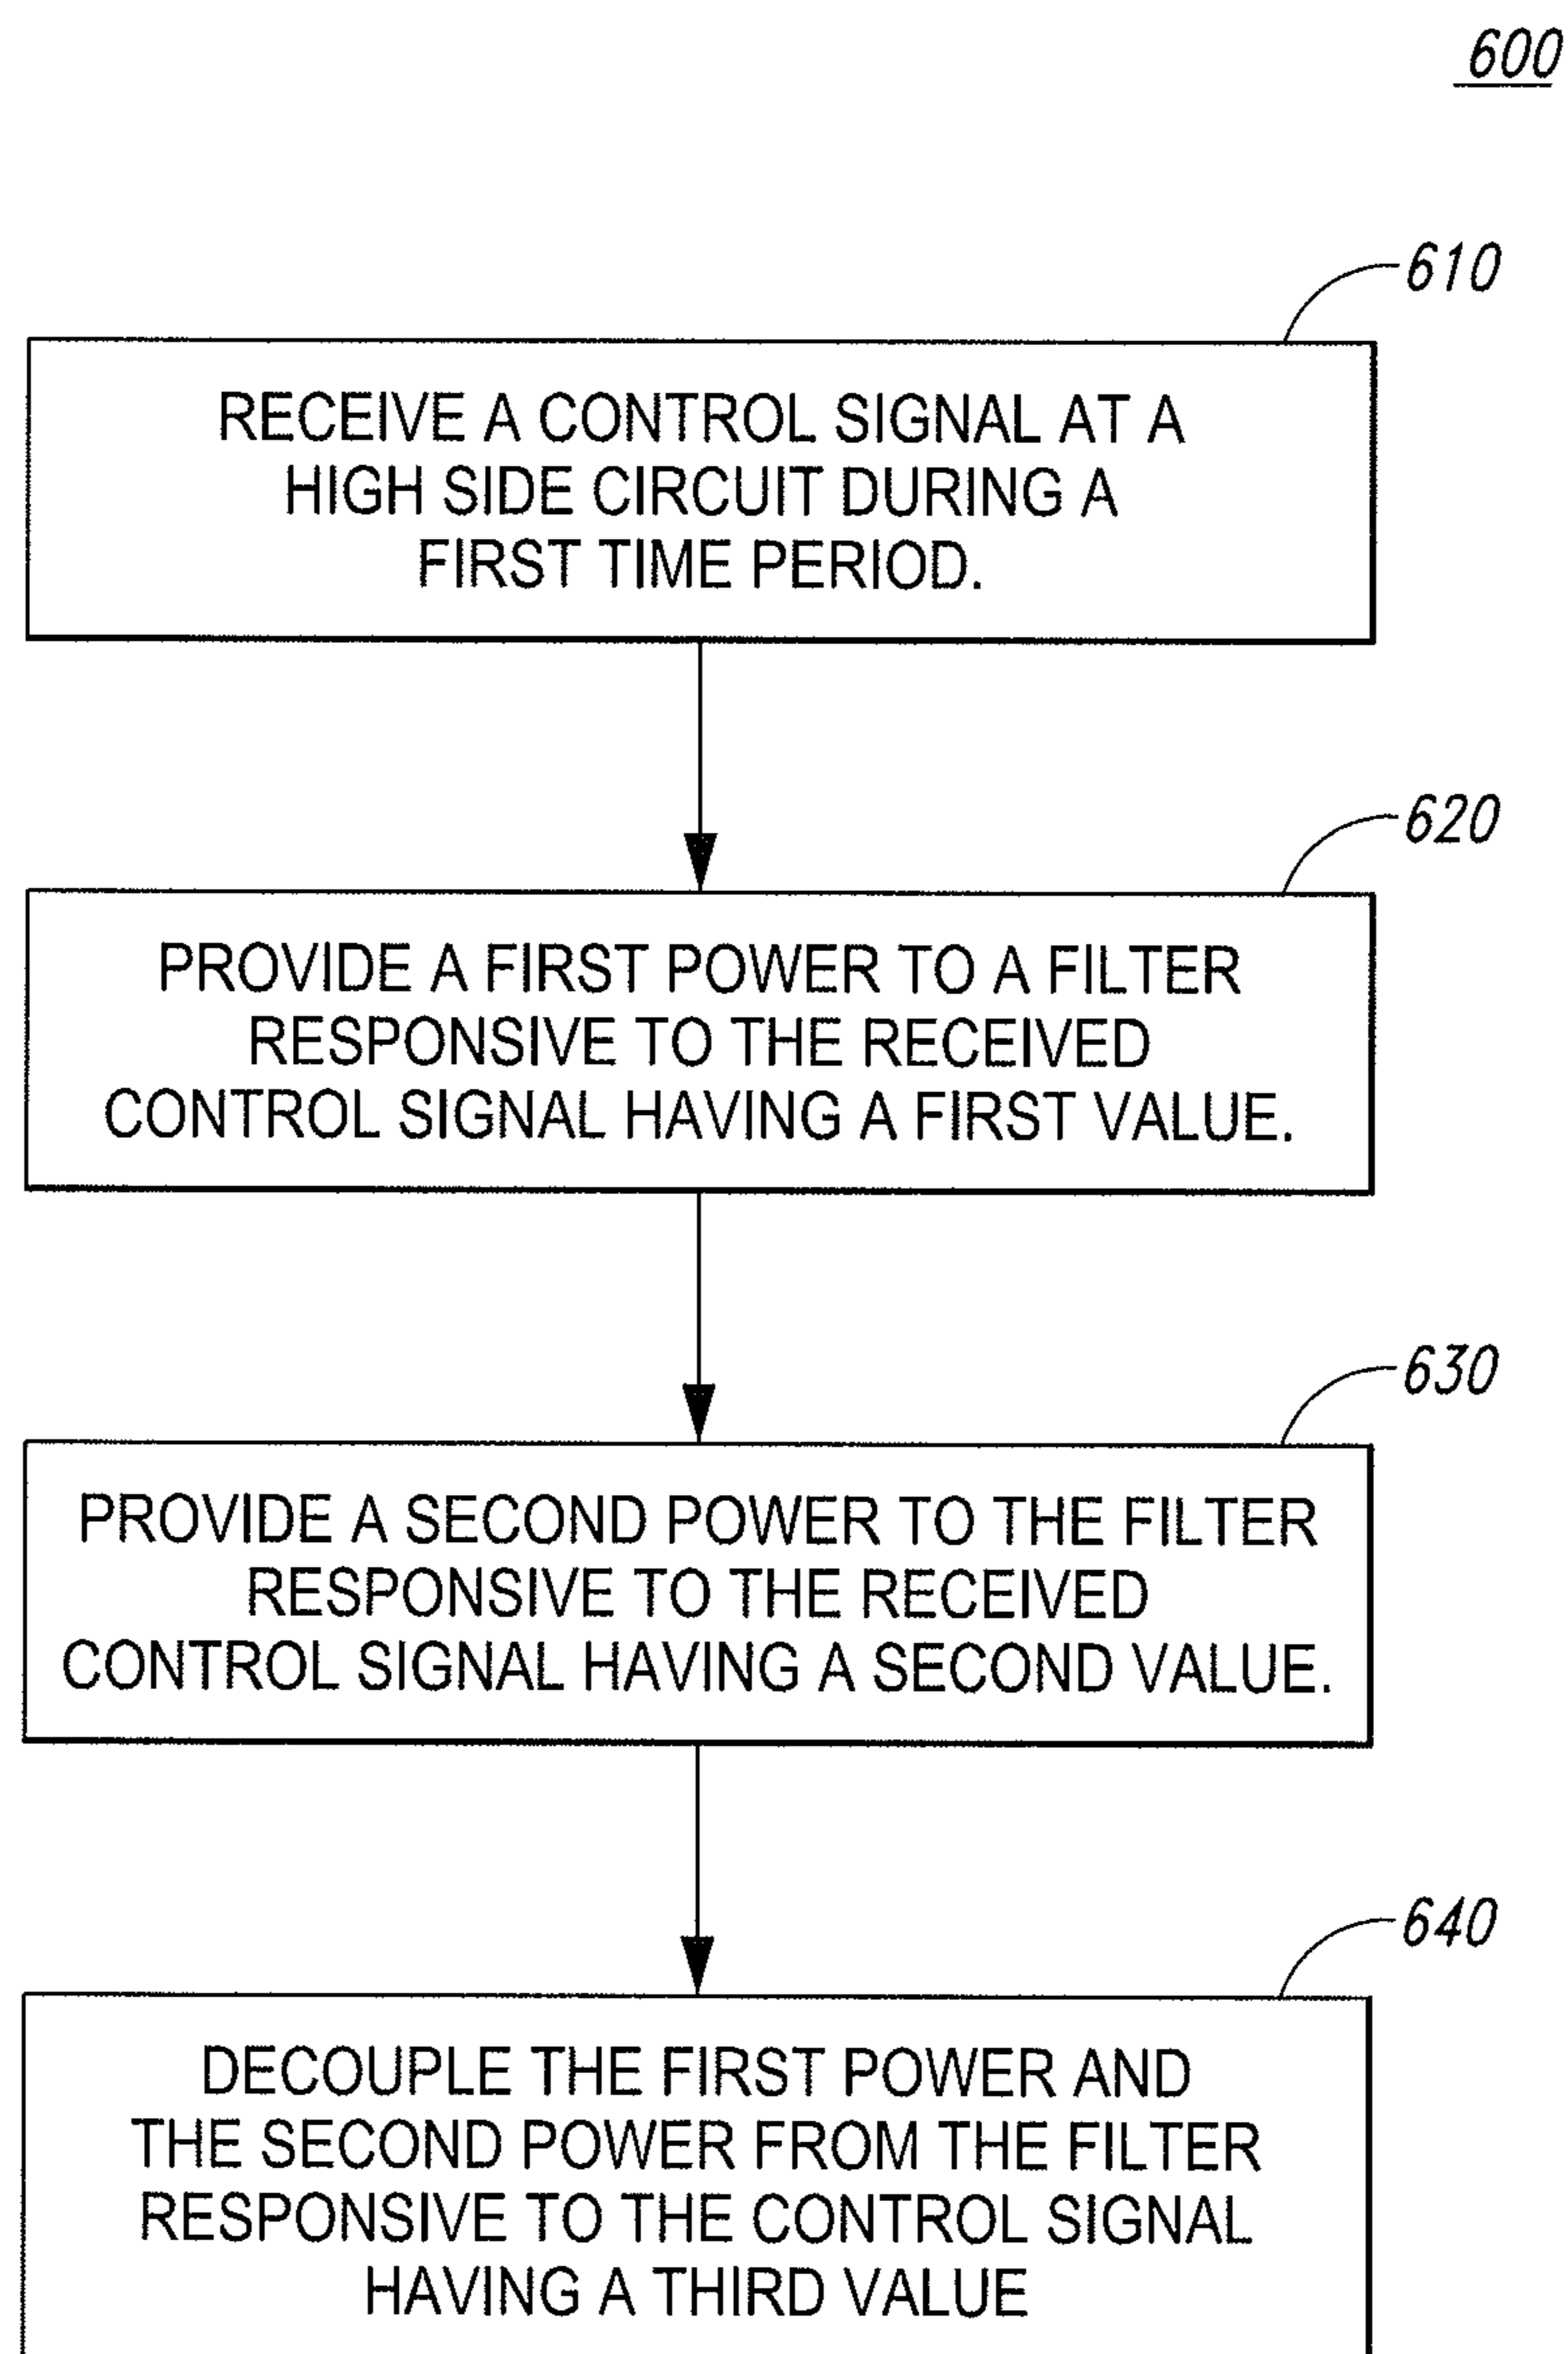 600
610
RECEIVE A CONTROL SIGNAL AT A
HIGH SIDE CIRCUIT DURING A
FIRST TIME PERIOD.
620
PROVIDE A FIRST POWER TO A FILTER
RESPONSIVE TO THE RECEIVED
CONTROL SIGNAL HAVING A FIRST VALUE.
630
PROVIDE A SECOND POWER TO THE FILTER
RESPONSIVE TO THE RECEIVED
CONTROL SIGNAL HAVING A SECOND VALUE.
640
DECOUPLE THE FIRST POWER AND
THE SECOND POWER FROM THE FILTER
RESPONSIVE TO THE CONTROL SIGNAL
HAVING A THIRD VALUE